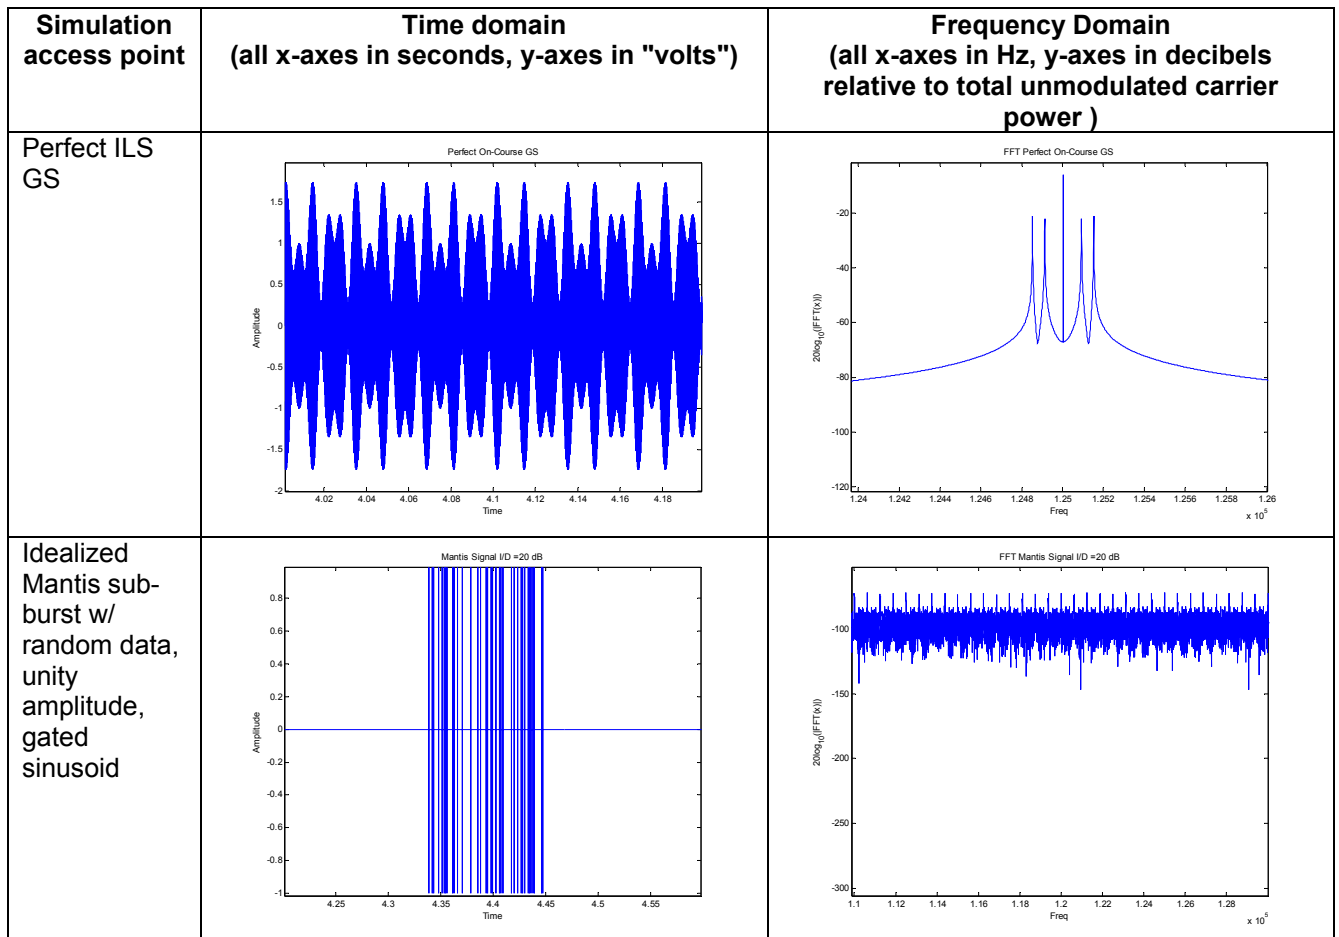 Simulation
access point
Time domain
(all x-axes in seconds, y-axes in "volts")
Frequency Domain
(all x-axes in Hz, y-axes in decibels
relative to total unmodulated carrier
power )
Perfect ILS
GS
Perfect On-Course GS
Amplitude
1.5
1
0.5
0
-0.5
-1
-1.5
-2
4.02 4.04 4.06 4.08 4.1 4.12 4.14 4.16 4.18
Time
FFT Perfect On-Course GS
20log10(|FFT(x)|)
-20
-40
-60
-80
-100
-120
1.24 1.242 1.244 1.246 1.248 1.25 1.252 1.254 1.256 1.258 1.26
Freq
x 10^5
Idealized
Mantis sub-
burst w/
random data,
unity
amplitude,
gated
sinusoid
Mantis Signal I/D =20 dB
Amplitude
0.8
0.6
0.4
0.2
0
-0.2
-0.4
-0.6
-0.8
-1
4.25 4.3 4.35 4.4 4.45 4.5 4.55
Time
FFT Mantis Signal I/D =20 dB
20log10(|FFT(x)|)
-100
-150
-200
-250
-300
1.1 1.12 1.14 1.16 1.18 1.2 1.22 1.24 1.26 1.28
Freq
x 10^5